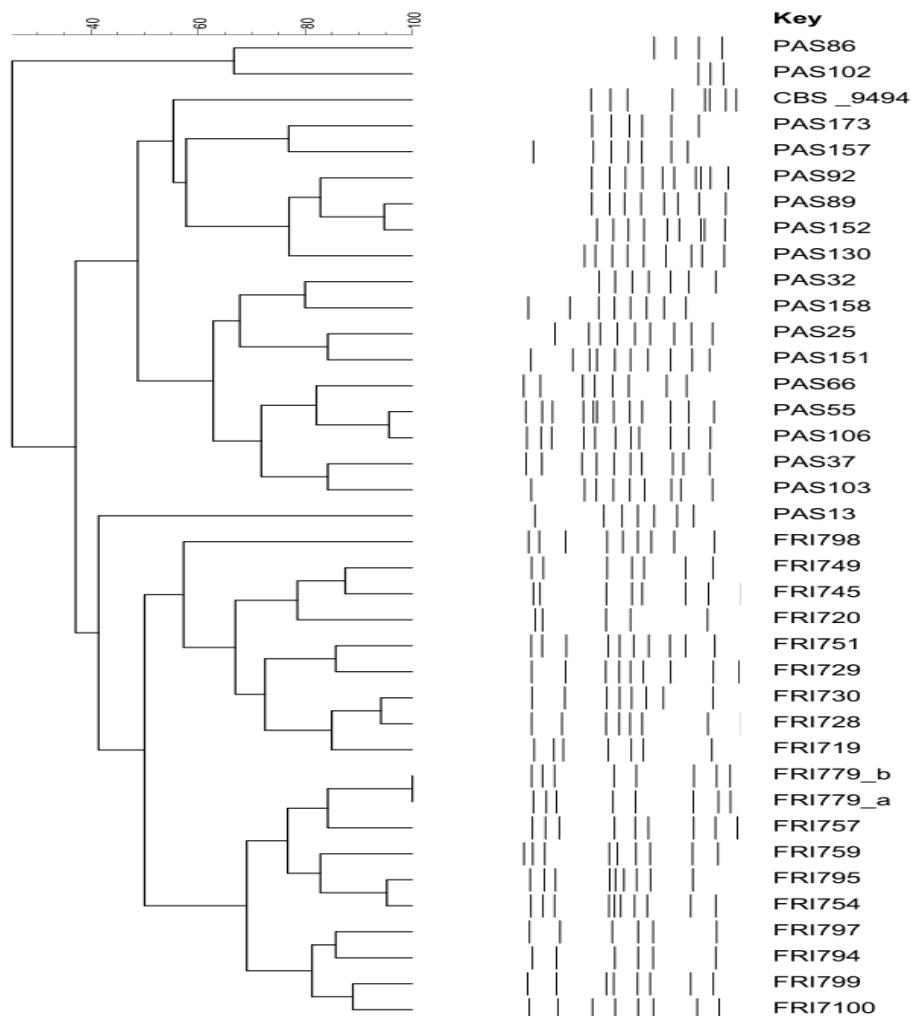 40 60 80 100 Key
PAS86
PAS102
CBS _9494
PAS173
PAS157
PAS92
PAS89
PAS152
PAS130
PAS32
PAS158
PAS25
PAS151
PAS66
PAS55
PAS106
PAS37
PAS103
PAS13
FRI798
FRI749
FRI745
FRI720
FRI751
FRI729
FRI730
FRI728
FRI719
FRI779_b
FRI779_a
FRI757
FRI759
FRI795
FRI754
FRI797
FRI794
FRI799
FRI7100